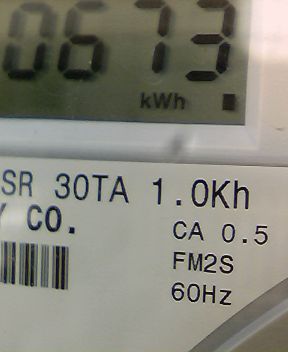 0673
kWh
SR 30TA 1.0Kh
Y CO.
CA 0.5
FM2S
60Hz